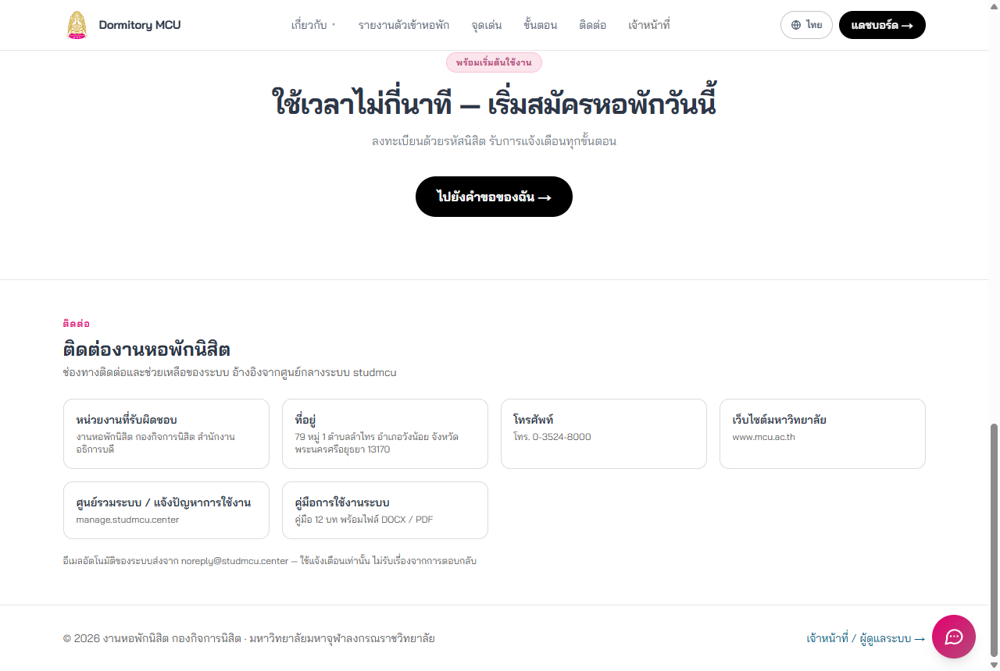 Dormitory MCU
เกี่ยวกับ
รายงานตัวเข้าหอพัก
จุดเด่น
ขั้นตอน
ติดต่อ
เจ้าหน้าที่
ไทย
แดชบอร์ด →
พร้อมเริ่มต้นใช้งาน
ใช้เวลาไม่กี่นาที — เริ่มสมัครหอพักวันนี้
ลงทะเบียนด้วยรหัสนิสิต รับการแจ้งเตือนทุกขั้นตอน
ไปยังคำขอของฉัน →
ติดต่อ
ติดต่องานหอพักนิสิต
ช่องทางติดต่อและช่วยเหลือของระบบ อ้างอิงจากศูนย์กลางระบบ studmcu
หน่วยงานที่รับผิดชอบ
งานหอพักนิสิต กองกิจการนิสิต สำนักงาน
อธิการบดี
ที่อยู่
79 หมู่ 1 ตำบลลำไทร อำเภอวังน้อย จังหวัด
พระนครศรีอยุธยา 13170
โทรศัพท์
โทร. 0-3524-8000
เว็บไซต์มหาวิทยาลัย
www.mcu.ac.th
ศูนย์รวมระบบ / แจ้งปัญหาการใช้งาน
manage.studmcu.center
คู่มือการใช้งานระบบ
คู่มือ 12 บท พร้อมไฟล์ DOCX / PDF
อีเมลอัตโนมัติของระบบส่งจาก noreply@studmcu.center — ใช้แจ้งเตือนเท่านั้น ไม่รับเรื่องจากการตอบกลับ
© 2026 งานหอพักนิสิต กองกิจการนิสิต · มหาวิทยาลัยมหาจุฬาลงกรณราชวิทยาลัย
เจ้าหน้าที่ / ผู้ดูแลระบบ →